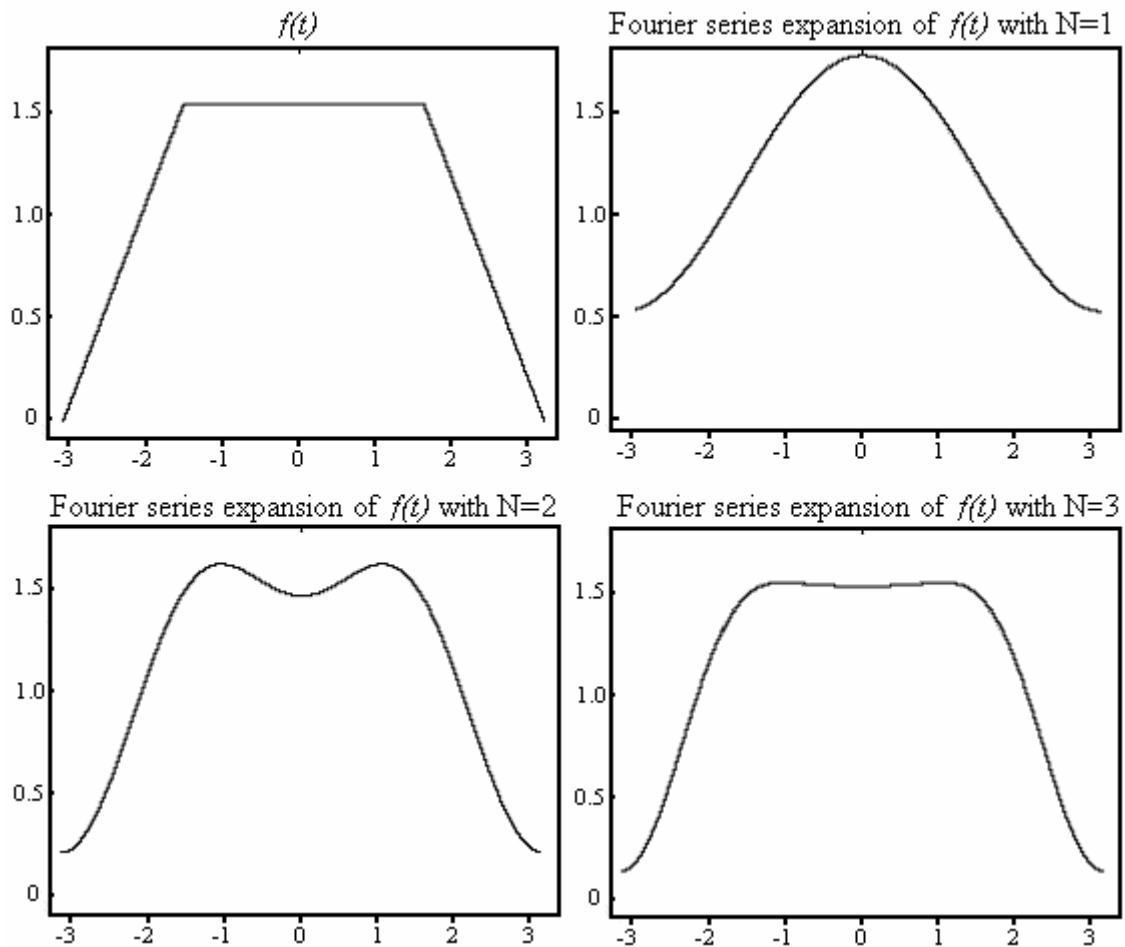 f(t)
1.5
1.0
0.5
0
-3 -2 -1 0 1 2 3
Fourier series expansion of f(t) with N=1
1.5
1.0
0.5
0
-3 -2 -1 0 1 2 3
Fourier series expansion of f(t) with N=2
1.5
1.0
0.5
0
-3 -2 -1 0 1 2 3
Fourier series expansion of f(t) with N=3
1.5
1.0
0.5
0
-3 -2 -1 0 1 2 3